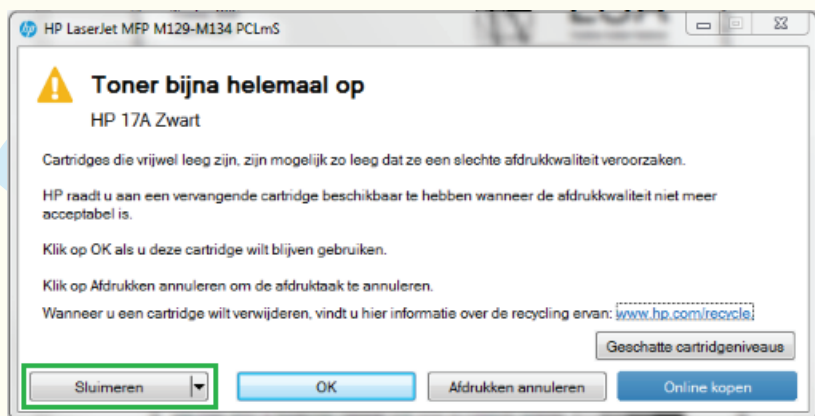 HP LaserJet MFP M129-M134 PCLmS
Toner bijna helemaal op
HP 17A Zwart
Cartridges die vrijwel leeg zijn, zijn mogelijk zo leeg dat ze een slechte afdrukkwaliteit veroorzaken.
HP raadt u aan een vervangende cartridge beschikbaar te hebben wanneer de afdrukkwaliteit niet meer
acceptabel is.
Klik op OK als u deze cartridge wilt blijven gebruiken.
Klik op Afdrukken annuleren om de afdruktaak te annuleren.
Wanneer u een cartridge wilt verwijderen, vindt u hier informatie over de recycling ervan: www.hp.com/recycle
Geschatte cartridgeniveaus
Sluimeren OK Afdrukken annuleren Online kopen